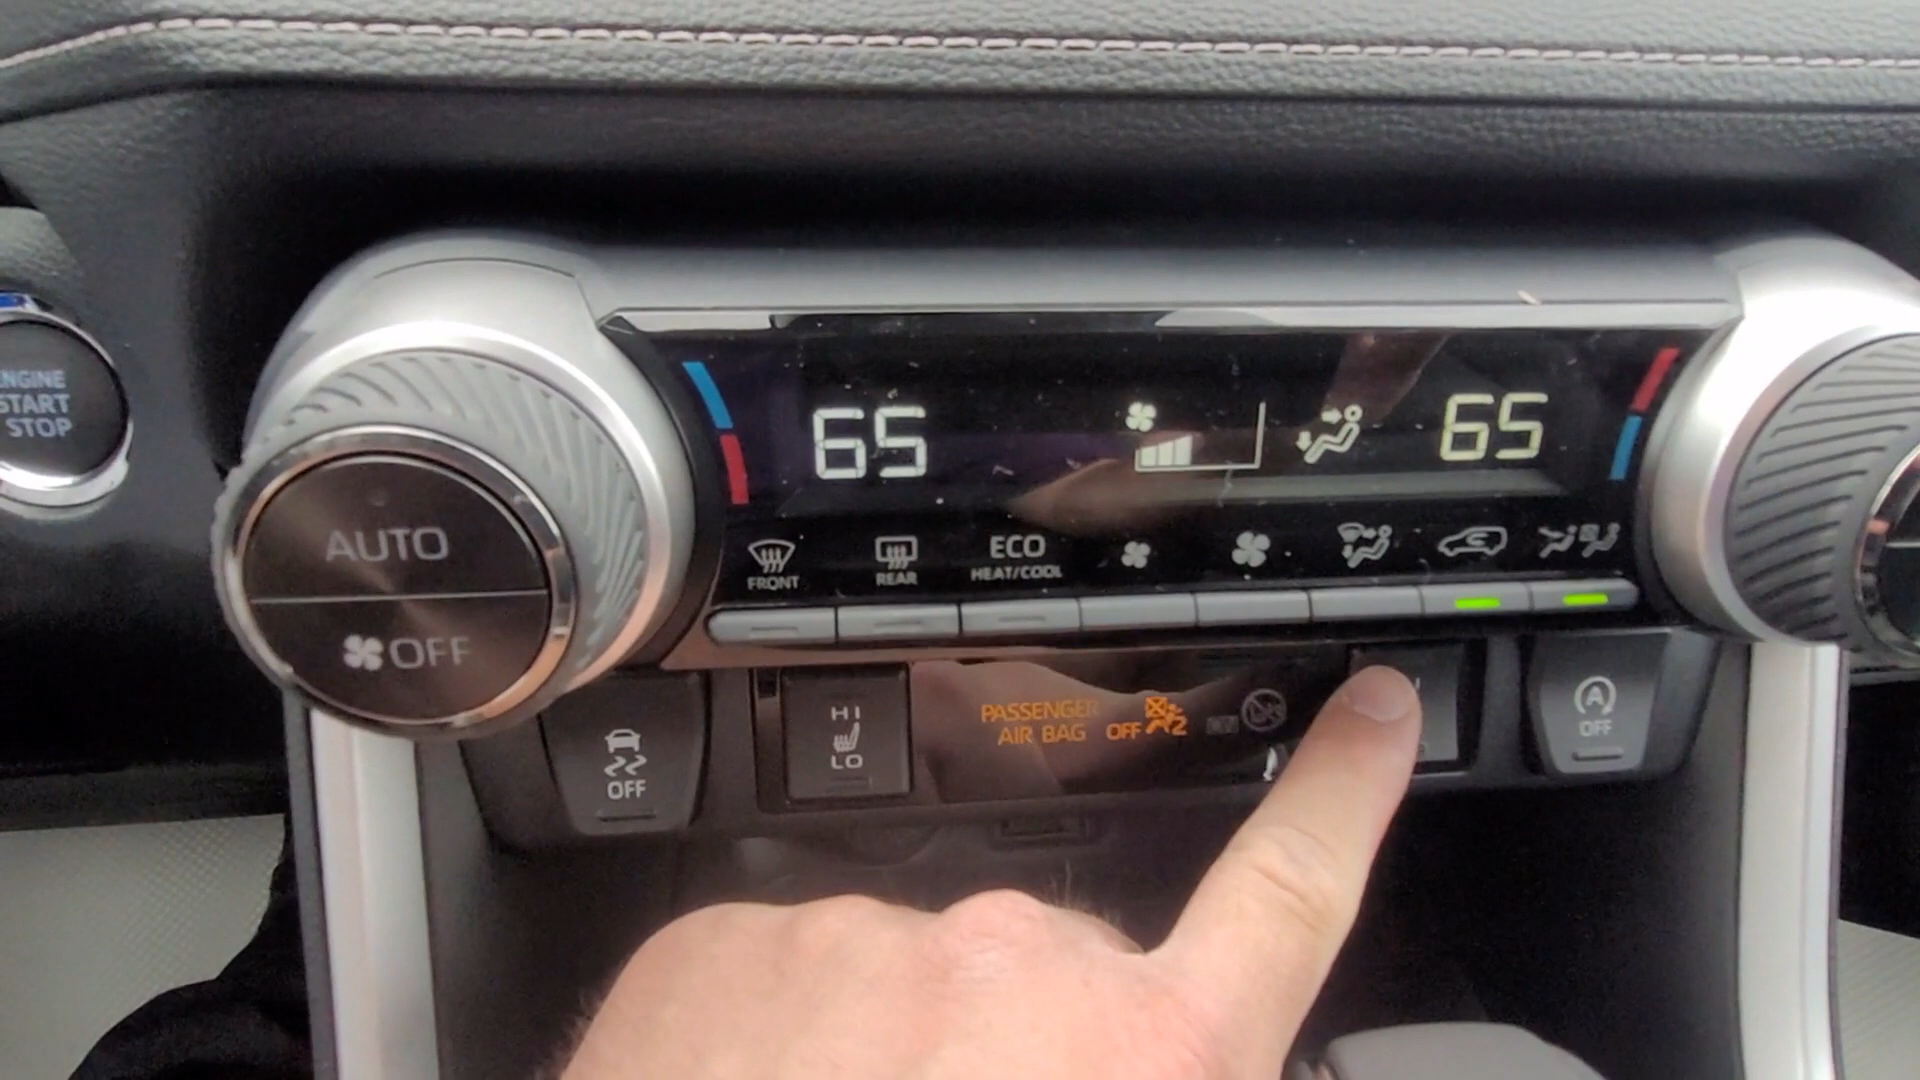 ENGINE
START
STOP
AUTO
OFF
65
65
FRONT
REAR
ECO
HEAT/COOL
OFF
HI
LO
PASSENGER
AIR BAG
OFF
2
A
OFF